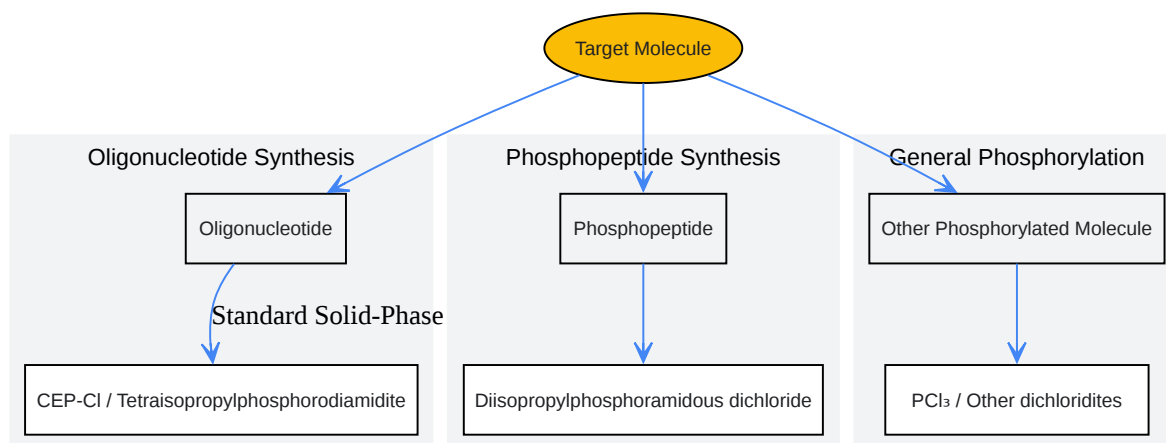 Target Molecule
Oligonucleotide Synthesis
Phosphopeptide Synthesis
General Phosphorylation
Oligonucleotide
Phosphopeptide
Other Phosphorylated Molecule
Standard Solid-Phase
CEP-Cl / Tetraisopropylphosphorodiamidite
Diisopropylphosphoramidous dichloride
PCl₃ / Other dichloridites